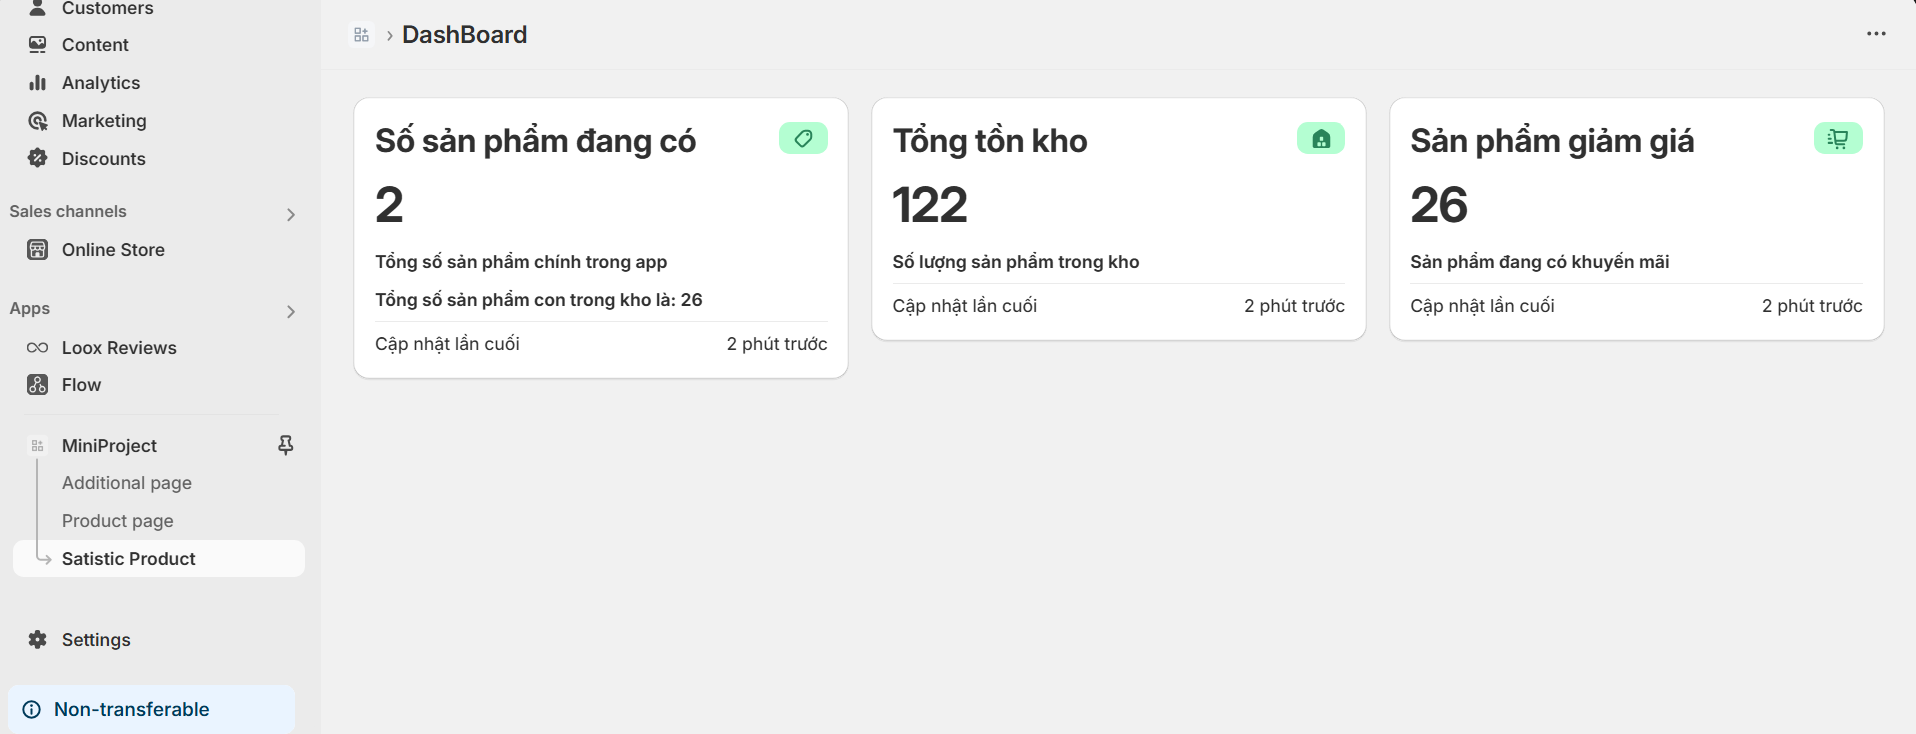 Customers
Content
Analytics
Marketing
Discounts
Sales channels
Online Store
Apps
Loox Reviews
Flow
MiniProject
Additional page
Product page
Satistic Product
Settings
Non-transferable
DashBoard
Số sản phẩm đang có
2
Tổng số sản phẩm chính trong app
Tổng số sản phẩm con trong kho là: 26
Cập nhật lần cuối 2 phút trước
Tổng tồn kho
122
Số lượng sản phẩm trong kho
Cập nhật lần cuối 2 phút trước
Sản phẩm giảm giá
26
Sản phẩm đang có khuyến mãi
Cập nhật lần cuối 2 phút trước